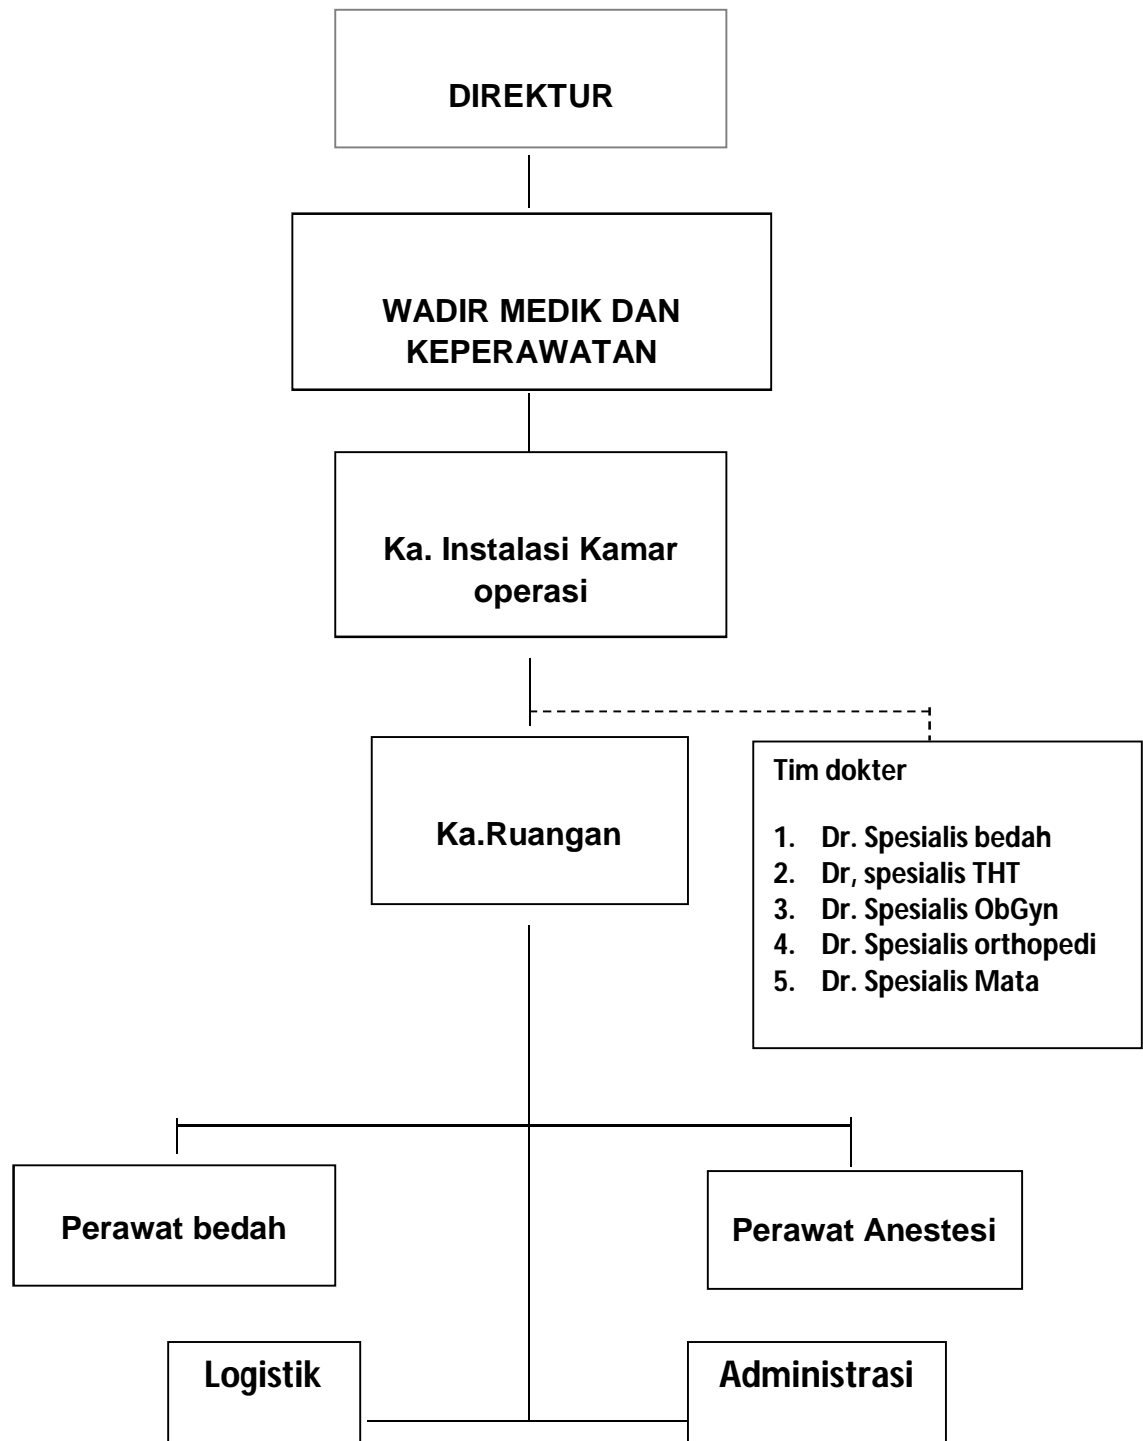 DIREKTUR
WADIR MEDIK DAN
KEPERAWATAN
Ka. Instalasi Kamar
operasi
Ka.Ruangan
Tim dokter
1. Dr. Spesialis bedah
2. Dr, spesialis THT
3. Dr. Spesialis ObGyn
4. Dr. Spesialis orthopedi
5. Dr. Spesialis Mata
Perawat bedah
Perawat Anestesi
Logistik
Administrasi